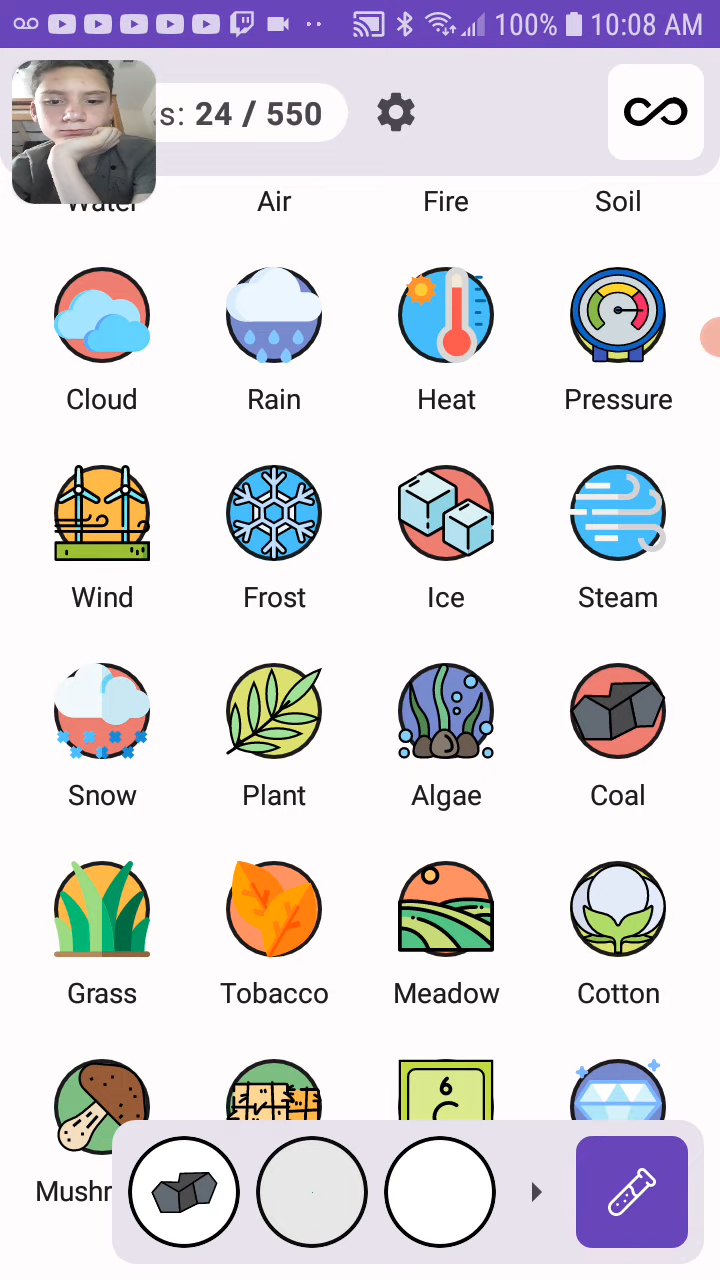 100% 10:08 AM
s: 24 / 550
Water Air Fire Soil
Cloud Rain Heat Pressure
Wind Frost Ice Steam
Snow Plant Algae Coal
Grass Tobacco Meadow Cotton
6
C
Mushr